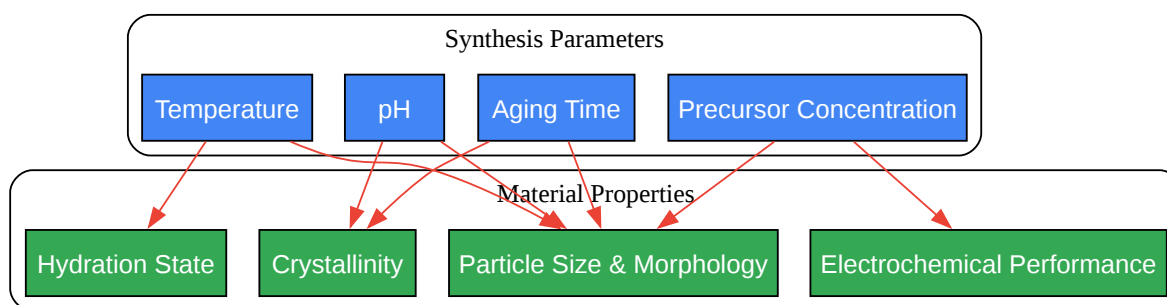 Synthesis Parameters
Temperature
pH
Aging Time
Precursor Concentration
Material Properties
Hydration State
Crystallinity
Particle Size & Morphology
Electrochemical Performance